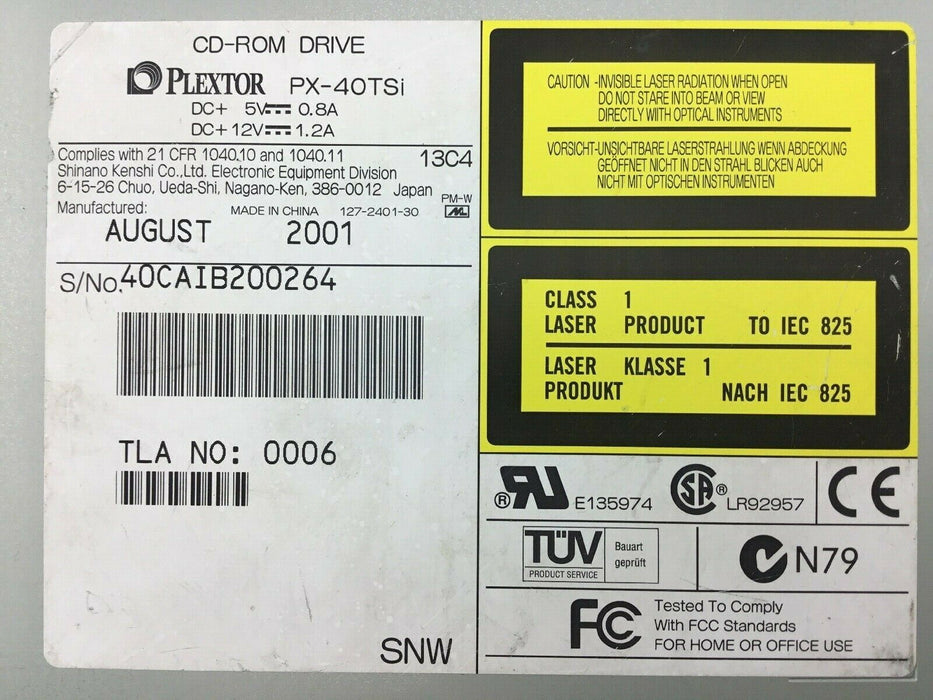 CD-ROM DRIVE
PLEXTOR PX-40TSi
DC+ 5V 0.8A
DC+ 12V 1.2A
Complies with 21 CFR 1040.10 and 1040.11 13C4
Shinano Kenshi Co.,Ltd. Electronic Equipment Division
6-15-26 Chuo, Ueda-Shi, Nagano-Ken, 386-0012 Japan
PM-W
Manufactured: MADE IN CHINA 127-2401-30
AUGUST 2001
S/No. 40CAIB200264
TLA NO: 0006
SNW
CAUTION -INVISIBLE LASER RADIATION WHEN OPEN
DO NOT STARE INTO BEAM OR VIEW
DIRECTLY WITH OPTICAL INSTRUMENTS
VORSICHT-UNSICHTBARE LASERSTRAHLUNG WENN ABDECKUNG
GEÖFFNET NICHT IN DEN STRAHL BLICKEN AUCH
NICHT MIT OPTISCHEN INSTRUMENTEN
CLASS 1
LASER PRODUCT TO IEC 825
LASER KLASSE 1
PRODUKT NACH IEC 825
® UR E135974 SA ® LR92957 CE
TÜV Bauart
geprüft
PRODUCT SERVICE
N79
FC Tested To Comply
With FCC Standards
FOR HOME OR OFFICE USE